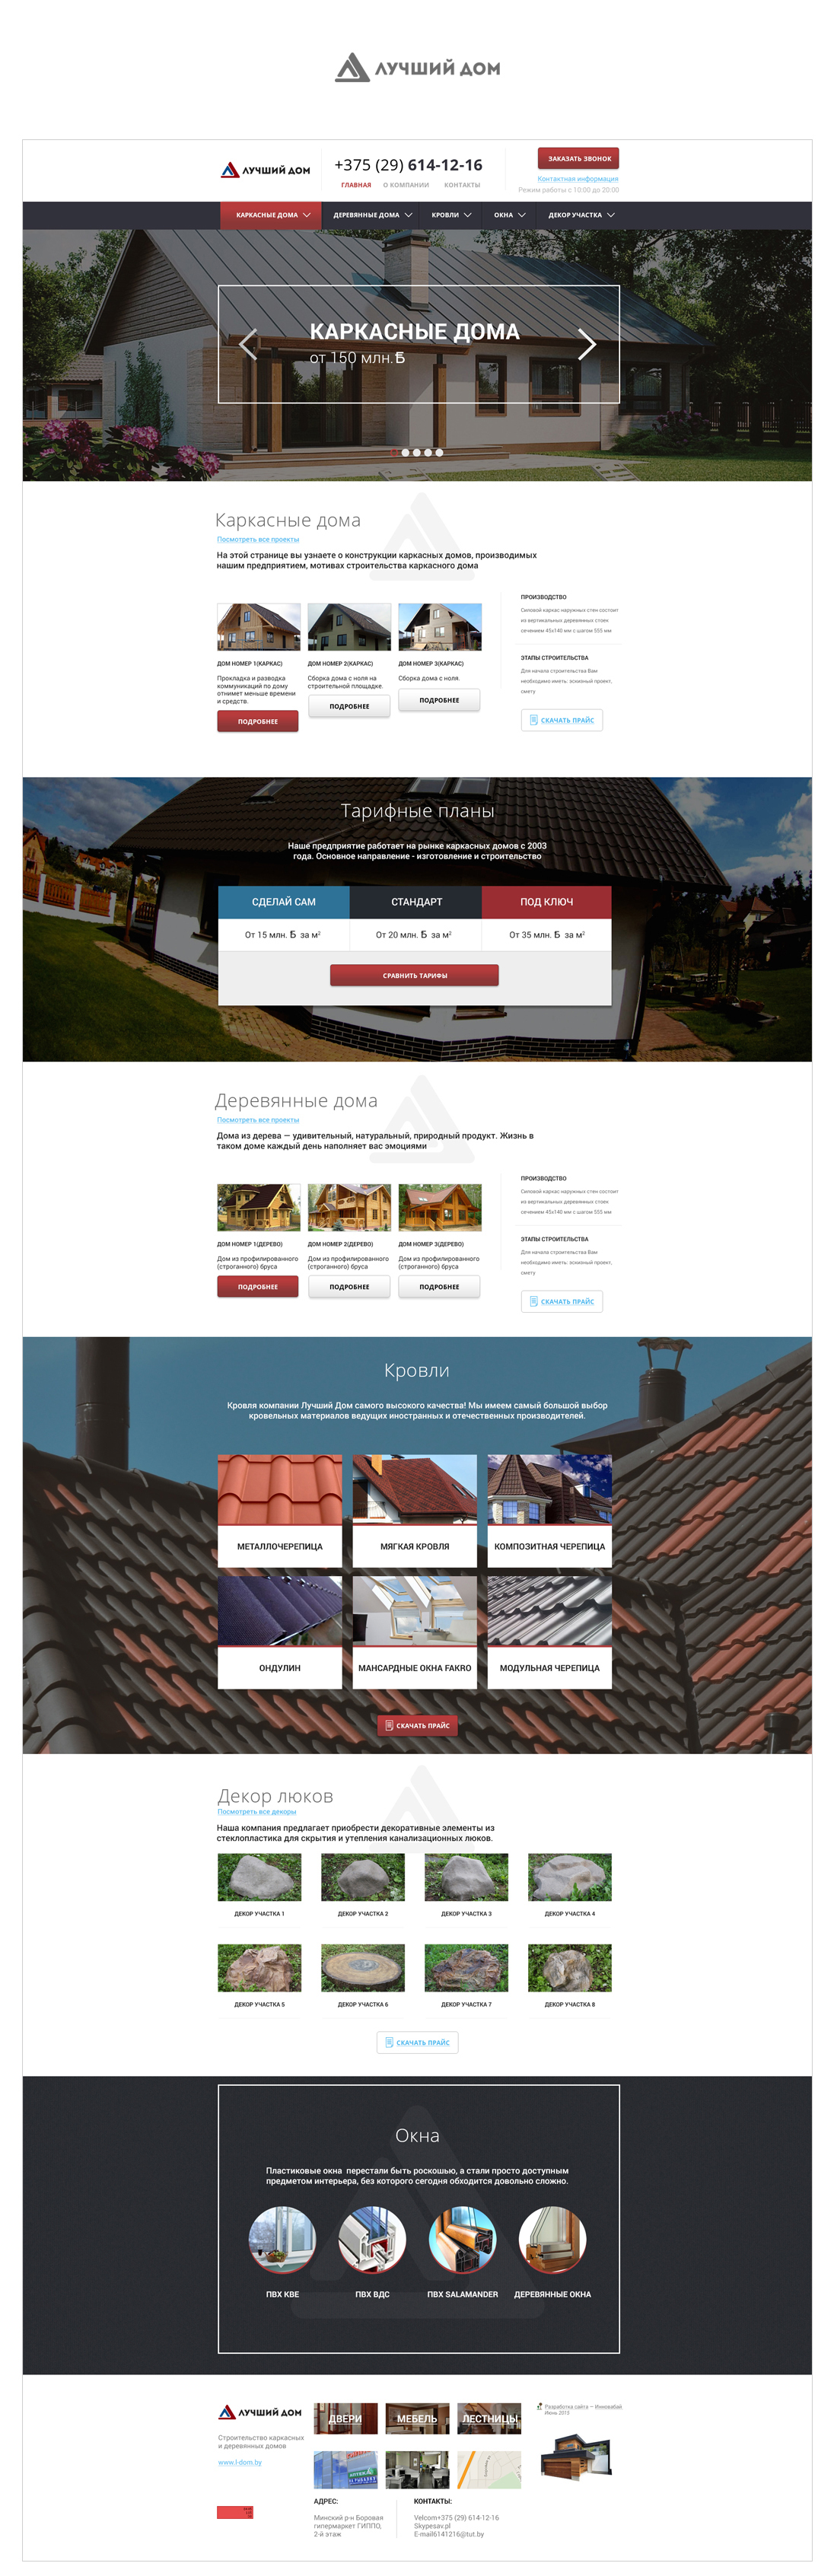 ЛУЧШИЙ ДОМ
ЛУЧШИЙ ДОМ
+375 (29) 614-12-16
ГЛАВНАЯ О КОМПАНИИ КОНТАКТЫ
ЗАКАЗАТЬ ЗВОНОК
Контактная информация
Режим работы с 10:00 до 20:00
КАРКАСНЫЕ ДОМА ДЕРЕВЯННЫЕ ДОМА КРОВЛИ ОКНА ДЕКОР УЧАСТКА
КАРКАСНЫЕ ДОМА
от 150 млн. Б
Каркасные дома
Посмотреть все проекты
На этой странице вы узнаете о конструкции каркасных домов, производимых
нашим предприятием, мотивах строительства каркасного дома
ДОМ НОМЕР 1(КАРКАС)
Прокладка и разводка
коммуникаций по дому
отнимет меньше времени
и средств.
ПОДРОБНЕЕ
ДОМ НОМЕР 2(КАРКАС)
Сборка дома с ноля на
строительной площадке.
ПОДРОБНЕЕ
ДОМ НОМЕР 3(КАРКАС)
Сборка дома с ноля.
ПОДРОБНЕЕ
ПРОИЗВОДСТВО
Силовой каркас наружных стен состоит
из вертикальных деревянных стоек
сечением 45х140 мм с шагом 555 мм
ЭТАПЫ СТРОИТЕЛЬСТВА
Для начала строительства Вам
необходимо иметь: эскизный проект,
смету
СКАЧАТЬ ПРАЙС
Тарифные планы
Наше предприятие работает на рынке каркасных домов с 2003
года. Основное направление - изготовление и строительство
СДЕЛАЙ САМ СТАНДАРТ ПОД КЛЮЧ
От 15 млн. Б за м² От 20 млн. Б за м² От 35 млн. Б за м²
СРАВНИТЬ ТАРИФЫ
Деревянные дома
Посмотреть все проекты
Дома из дерева — удивительный, натуральный, природный продукт. Жизнь в
таком доме каждый день наполняет вас эмоциями
ДОМ НОМЕР 1(ДЕРЕВО)
Дом из профилированного
(строганного) бруса
ПОДРОБНЕЕ
ДОМ НОМЕР 2(ДЕРЕВО)
Дом из профилированного
(строганного) бруса
ПОДРОБНЕЕ
ДОМ НОМЕР 3(ДЕРЕВО)
Дом из профилированного
(строганного) бруса
ПОДРОБНЕЕ
ПРОИЗВОДСТВО
Силовой каркас наружных стен состоит
из вертикальных деревянных стоек
сечением 45х140 мм с шагом 555 мм
ЭТАПЫ СТРОИТЕЛЬСТВА
Для начала строительства Вам
необходимо иметь: эскизный проект,
смету
СКАЧАТЬ ПРАЙС
Кровли
Кровля компании Лучший Дом самого высокого качества! Мы имеем самый большой выбор
кровельных материалов ведущих иностранных и отечественных производителей.
МЕТАЛЛОЧЕРЕПИЦА МЯГКАЯ КРОВЛЯ КОМПОЗИТНАЯ ЧЕРЕПИЦА
ОНДУЛИН МАНСАРДНЫЕ ОКНА FAKRO МОДУЛЬНАЯ ЧЕРЕПИЦА
СКАЧАТЬ ПРАЙС
Декор люков
Посмотреть все декоры
Наша компания предлагает приобрести декоративные элементы из
стеклопластика для скрытия и утепления канализационных люков.
ДЕКОР УЧАСТКА 1 ДЕКОР УЧАСТКА 2 ДЕКОР УЧАСТКА 3 ДЕКОР УЧАСТКА 4
ДЕКОР УЧАСТКА 5 ДЕКОР УЧАСТКА 6 ДЕКОР УЧАСТКА 7 ДЕКОР УЧАСТКА 8
СКАЧАТЬ ПРАЙС
Окна
Пластиковые окна перестали быть роскошью, а стали просто доступным
предметом интерьера, без которого сегодня обходится довольно сложно.
ПВХ КВЕ ПВХ ВДС ПВХ SALAMANDER ДЕРЕВЯННЫЕ ОКНА
ЛУЧШИЙ ДОМ
Строительство каркасных
и деревянных домов
www.l-dom.by
ДВЕРИ МЕБЕЛЬ ЛЕСТНИЦЫ
АДРЕС:
Минский р-н Боровая
гипермаркет ГИППО,
2-й этаж
КОНТАКТЫ:
Velcom+375 (29) 614-12-16
Skypesav.pl
E-mail6141216@tut.by
Разработка сайта — Инновабай
Июнь 2015